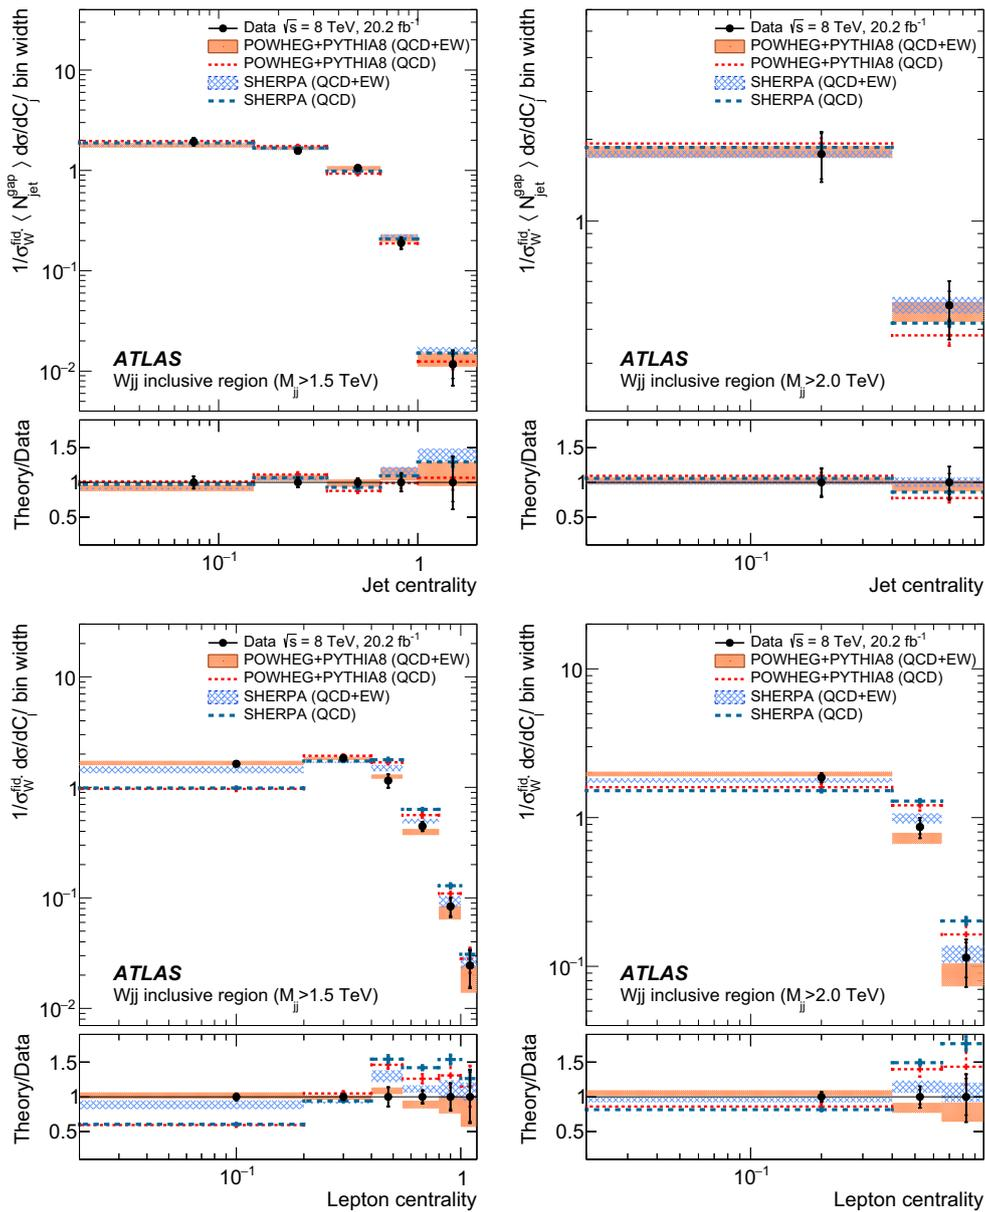 1/σ_W^fid. ⟨ N_jet^gap ⟩ dσ/dC_j / bin width
Data √s = 8 TeV, 20.2 fb⁻¹
POWHEG+PYTHIA8 (QCD+EW)
POWHEG+PYTHIA8 (QCD)
SHERPA (QCD+EW)
SHERPA (QCD)
10
1
10⁻¹
10⁻²
ATLAS
Wjj inclusive region (M_jj>1.5 TeV)
Theory/Data
1.5
1
0.5
10⁻¹ 1
Jet centrality
1/σ_W^fid. ⟨ N_jet^gap ⟩ dσ/dC_j / bin width
Data √s = 8 TeV, 20.2 fb⁻¹
POWHEG+PYTHIA8 (QCD+EW)
POWHEG+PYTHIA8 (QCD)
SHERPA (QCD+EW)
SHERPA (QCD)
1
ATLAS
Wjj inclusive region (M_jj>2.0 TeV)
Theory/Data
1.5
1
0.5
10⁻¹
Jet centrality
1/σ_W^fid. dσ/dC_l / bin width
Data √s = 8 TeV, 20.2 fb⁻¹
POWHEG+PYTHIA8 (QCD+EW)
POWHEG+PYTHIA8 (QCD)
SHERPA (QCD+EW)
SHERPA (QCD)
10
1
10⁻¹
10⁻²
ATLAS
Wjj inclusive region (M_jj>1.5 TeV)
Theory/Data
1.5
1
0.5
10⁻¹ 1
Lepton centrality
1/σ_W^fid. dσ/dC_l / bin width
Data √s = 8 TeV, 20.2 fb⁻¹
POWHEG+PYTHIA8 (QCD+EW)
POWHEG+PYTHIA8 (QCD)
SHERPA (QCD+EW)
SHERPA (QCD)
10
1
10⁻¹
ATLAS
Wjj inclusive region (M_jj>2.0 TeV)
Theory/Data
1.5
1
0.5
10⁻¹
Lepton centrality